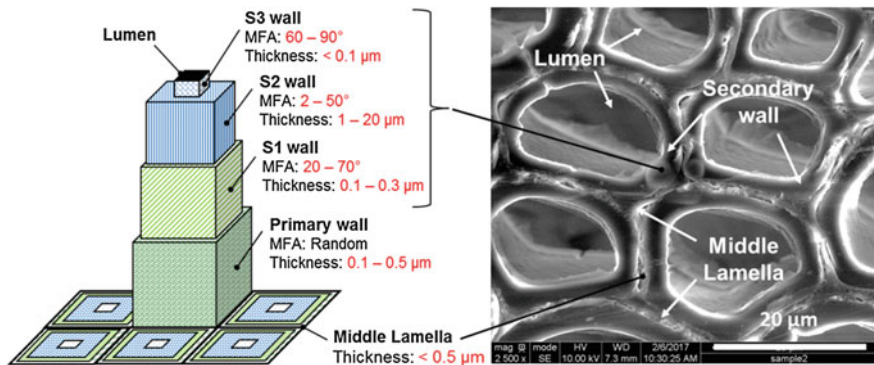 Lumen
S3 wall
MFA: 60 – 90°
Thickness: < 0.1 µm
S2 wall
MFA: 2 – 50°
Thickness: 1 – 20 µm
S1 wall
MFA: 20 – 70°
Thickness: 0.1 – 0.3 µm
Primary wall
MFA: Random
Thickness: 0.1 – 0.5 µm
Middle Lamella
Thickness: < 0.5 µm
Lumen
Secondary
wall
Middle
Lamella
20 µm
mag mode HV WD 2/6/2017
2 500 x SE 10.00 kV 7.3 mm 10:30:25 AM sample2